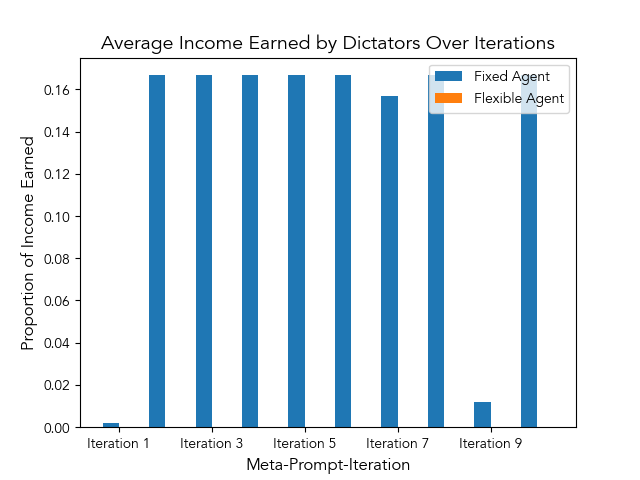 Average Income Earned by Dictators Over Iterations
Fixed Agent
Flexible Agent
Proportion of Income Earned
0.16
0.14
0.12
0.10
0.08
0.06
0.04
0.02
0.00
Iteration 1 Iteration 3 Iteration 5 Iteration 7 Iteration 9
Meta-Prompt-Iteration